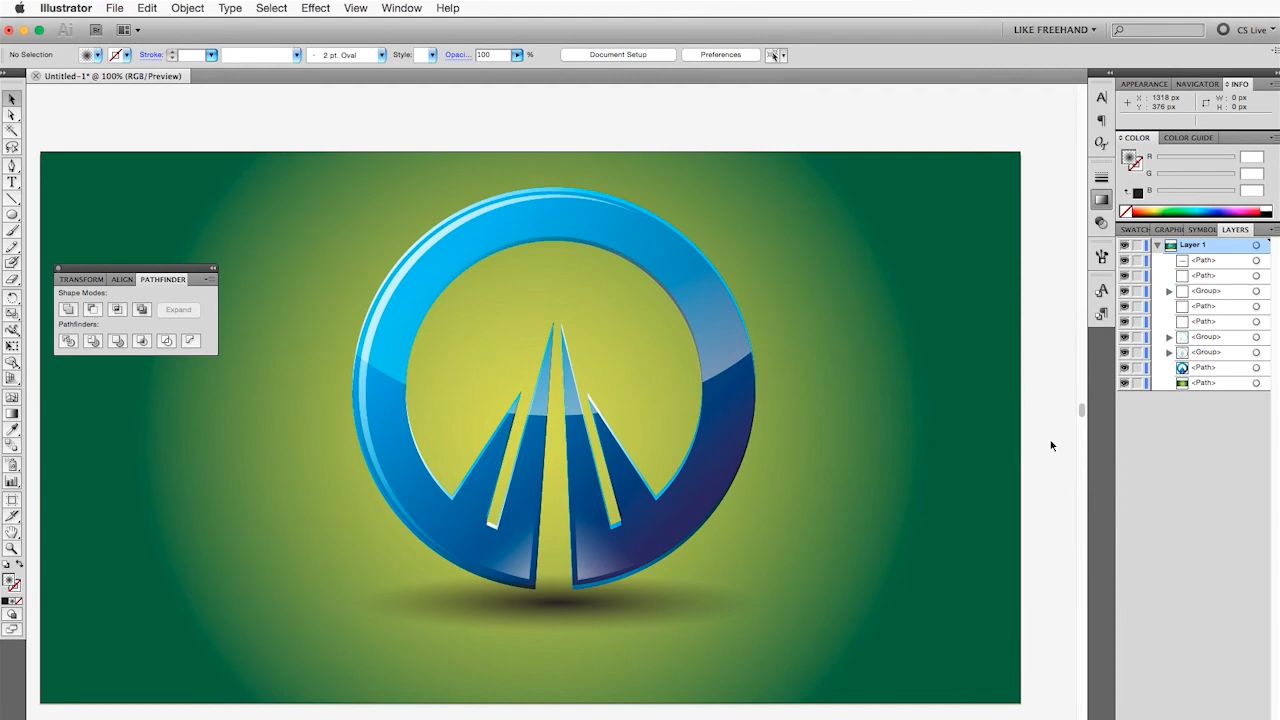 Illustrator File Edit Object Type Select Effect View Window Help
Ai Br LIKE FREEHAND CS Live
No Selection Stroke: 2 pt. Oval Style: Opaci... 100 % Document Setup Preferences
Untitled-1* @ 100% (RGB/Preview)
APPEARANCE NAVIGATOR INFO
X: 1318 px W: 0 px
Y: 376 px H: 0 px
COLOR COLOR GUIDE
R
G
B
SWATCH GRAPHI SYMBOL LAYERS
Layer 1
<Path>
<Path>
<Group>
<Path>
<Path>
<Group>
<Group>
<Path>
<Path>
TRANSFORM ALIGN PATHFINDER
Shape Modes:
Expand
Pathfinders: